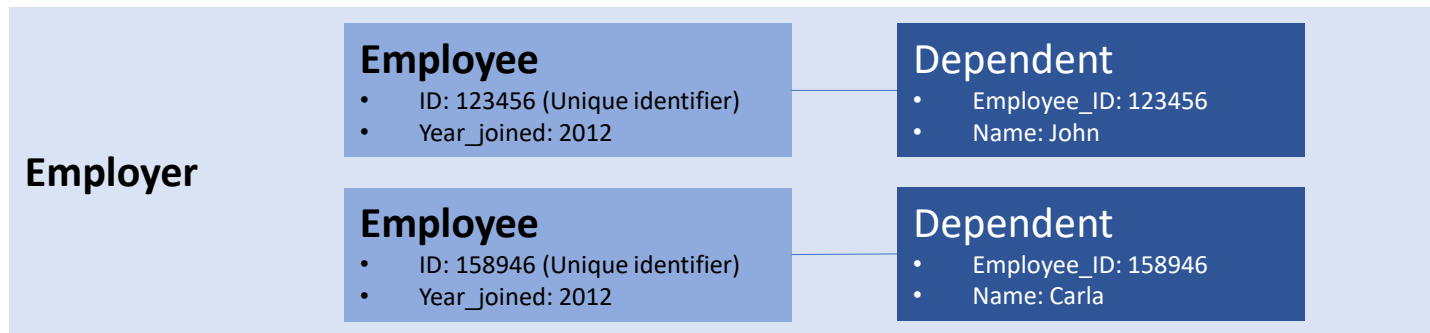 Employer
Employee
• ID: 123456 (Unique identifier)
• Year_joined: 2012
Dependent
• Employee_ID: 123456
• Name: John
Employee
• ID: 158946 (Unique identifier)
• Year_joined: 2012
Dependent
• Employee_ID: 158946
• Name: Carla